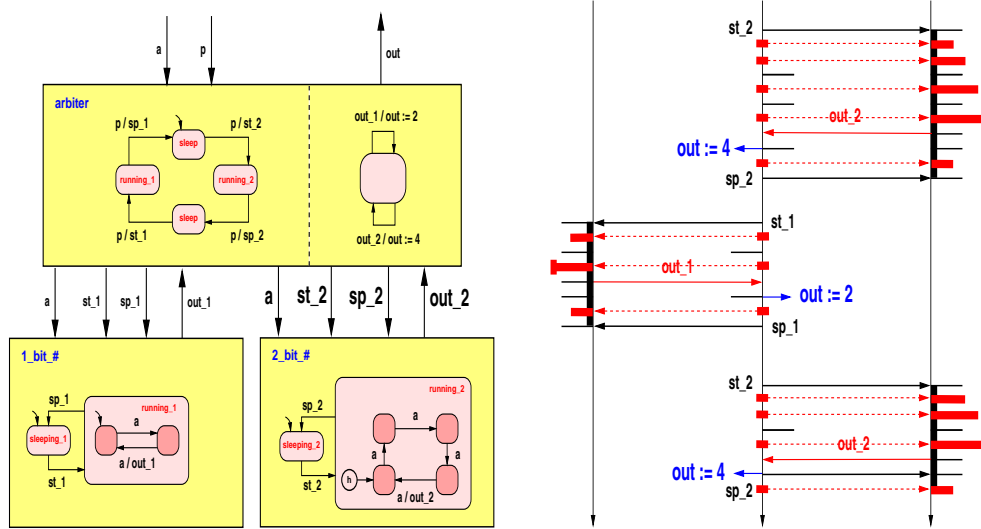 a
p
out
arbiter
p / sp_1
p / st_2
sleep
running_1
running_2
sleep
p / st_1
p / sp_2
out_1 / out := 2
out_2 / out := 4
a
st_1
sp_1
out_1
a
st_2
sp_2
out_2
1_bit_#
sp_1
running_1
sleeping_1
a
a / out_1
st_1
2_bit_#
running_2
sp_2
sleeping_2
a
a
a
h
st_2
a / out_2
st_2
out_2
out := 4
sp_2
st_1
out_1
out := 2
sp_1
st_2
out_2
out := 4
sp_2